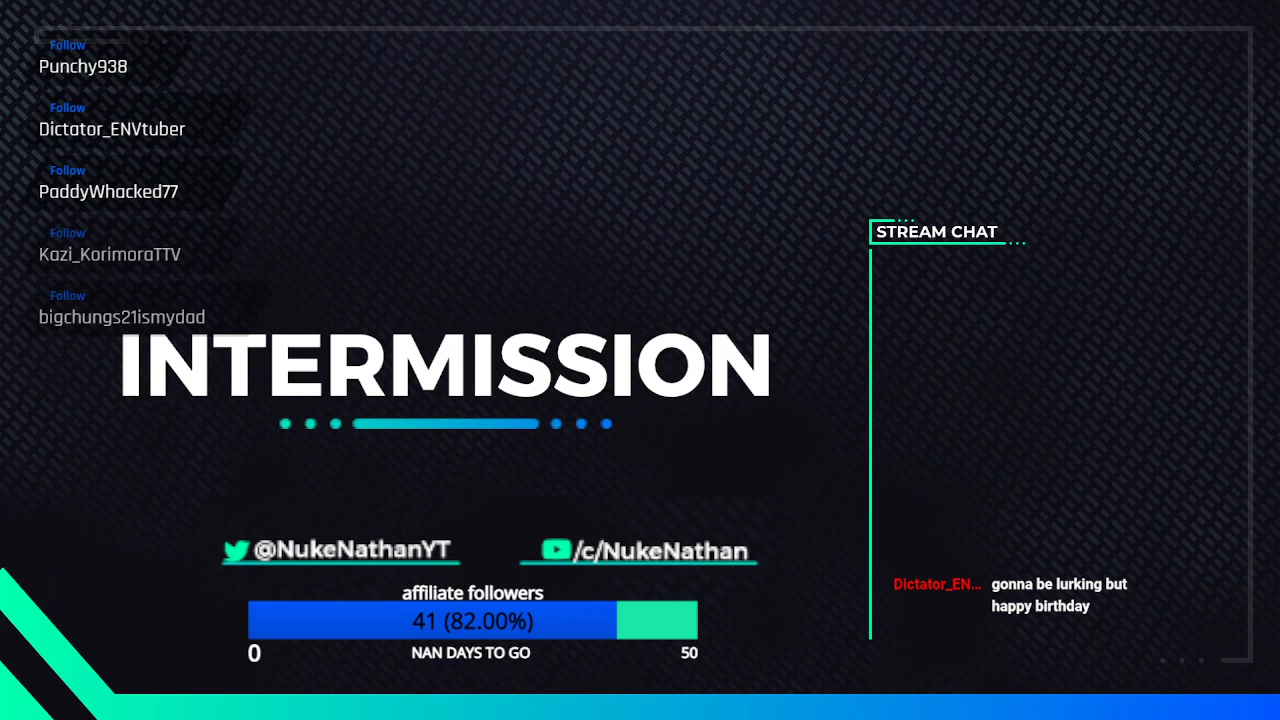 Follow
Punchy938
Follow
Dictator_ENVtuber
Follow
PaddyWhacked77
Follow
Kazi_KorimoraTTV
Follow
bigchungs21ismydad
INTERMISSION
@NukeNathanYT
/c/NukeNathan
affiliate followers
41 (82.00%)
0
NAN DAYS TO GO
50
STREAM CHAT
Dictator_EN... gonna be lurking but
happy birthday